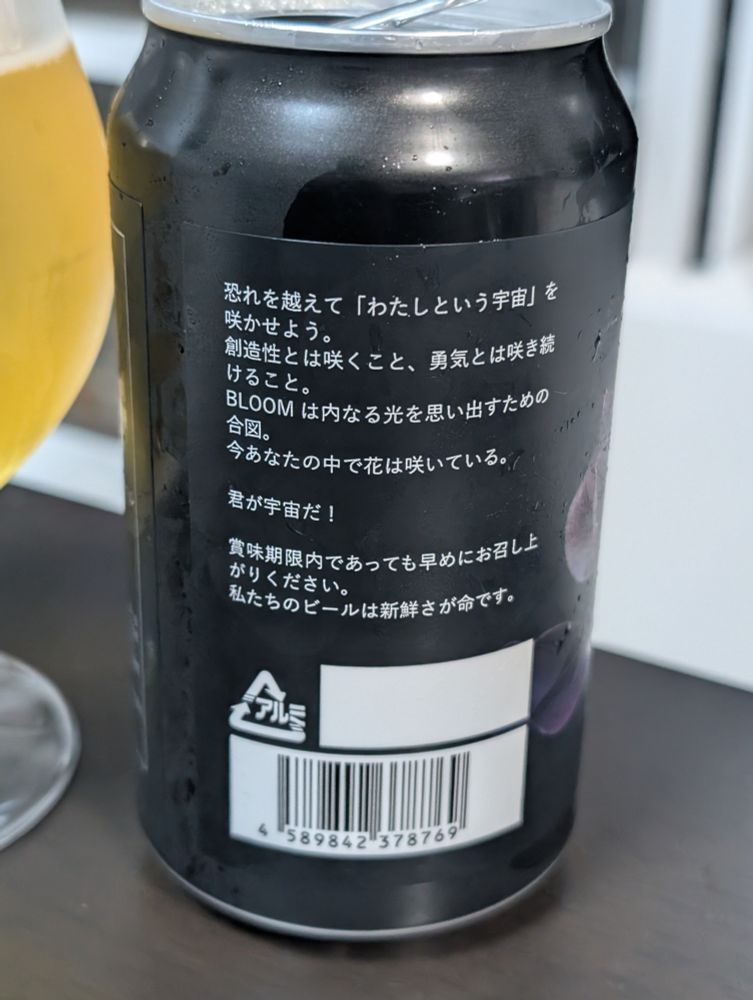 恐れを越えて「わたしという宇宙」を
咲かせよう。
創造性とは咲くこと、勇気とは咲き続
けること。
BLOOM は内なる光を思い出すための
合図。
今あなたの中で花は咲いている。
君が宇宙だ！
賞味期限内であっても早めにお召し上
がりください。
私たちのビールは新鮮さが命です。
アルミ
4 589842 378769